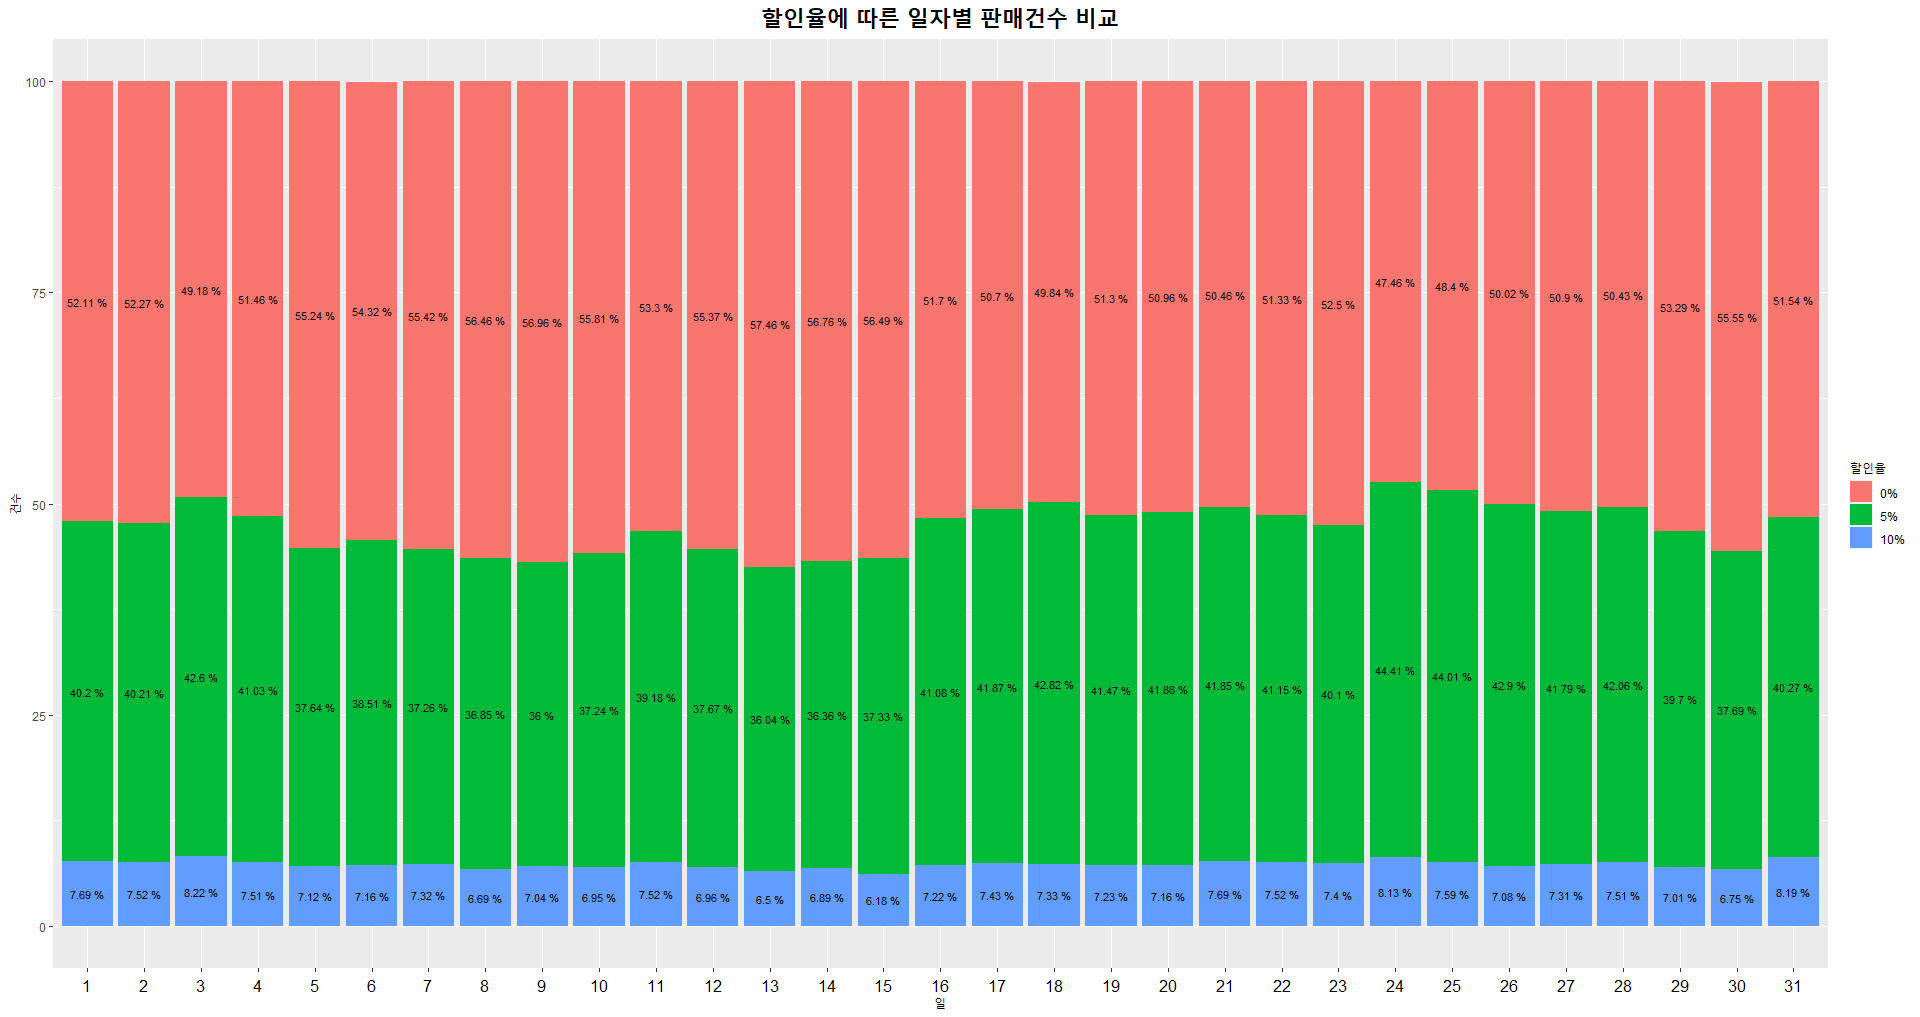 할인율에 따른 일자별 판매건수 비교
100
75
50
25
0
건수
52.11 % 52.27 % 49.18 % 51.46 % 55.24 % 54.32 % 55.42 % 56.46 % 56.96 % 55.81 % 53.3 % 55.37 % 57.46 % 56.76 % 56.49 % 51.7 % 50.7 % 49.84 % 51.3 % 50.96 % 50.46 % 51.33 % 52.5 % 47.46 % 48.4 % 50.02 % 50.9 % 50.43 % 53.29 % 55.55 % 51.54 %
40.2 % 40.21 % 42.6 % 41.03 % 37.64 % 38.51 % 37.26 % 36.85 % 36 % 37.24 % 39.18 % 37.67 % 36.04 % 36.36 % 37.33 % 41.08 % 41.87 % 42.82 % 41.47 % 41.88 % 41.85 % 41.15 % 40.1 % 44.41 % 44.01 % 42.9 % 41.79 % 42.06 % 39.7 % 37.69 % 40.27 %
7.69 % 7.52 % 8.22 % 7.51 % 7.12 % 7.16 % 7.32 % 6.69 % 7.04 % 6.95 % 7.52 % 6.96 % 6.5 % 6.89 % 6.18 % 7.22 % 7.43 % 7.33 % 7.23 % 7.16 % 7.69 % 7.52 % 7.4 % 8.13 % 7.59 % 7.08 % 7.31 % 7.51 % 7.01 % 6.75 % 8.19 %
1 2 3 4 5 6 7 8 9 10 11 12 13 14 15 16 17 18 19 20 21 22 23 24 25 26 27 28 29 30 31
일
할인율
0%
5%
10%